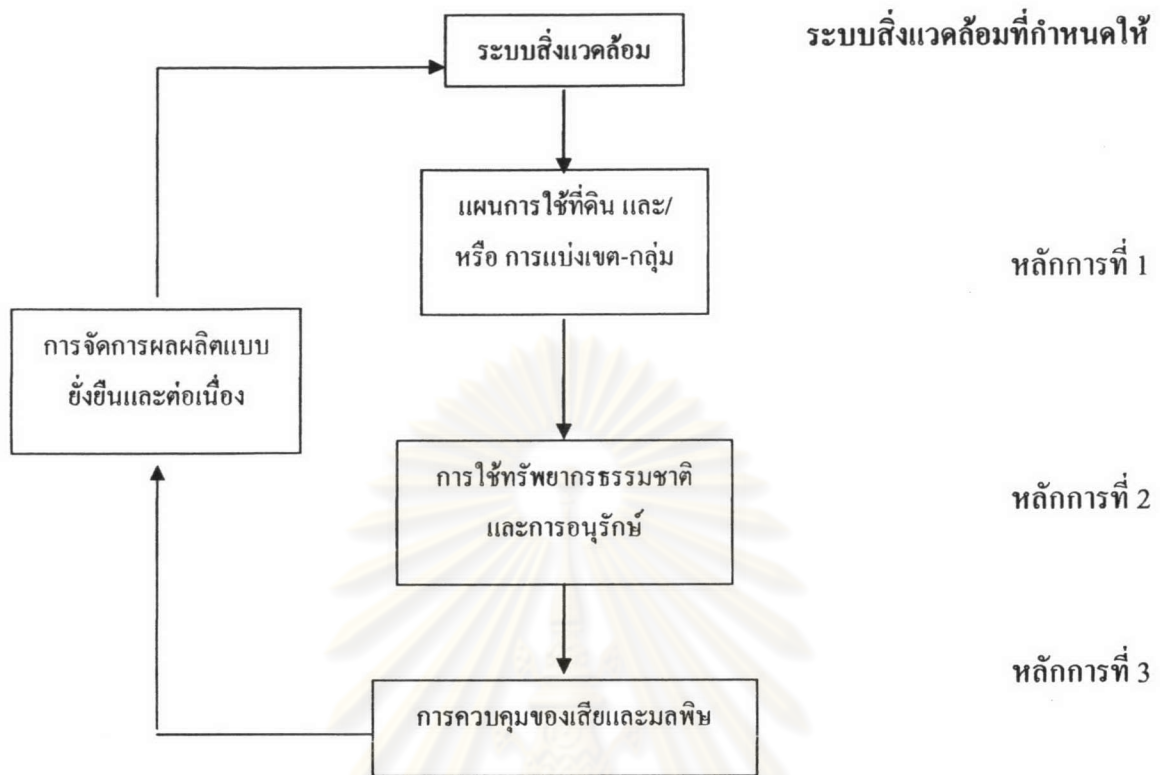 ระบบสิ่งแวดล้อม
ระบบสิ่งแวดล้อมที่กำหนดให้
แผนการใช้ที่ดิน และ/
หรือ การแบ่งเขต-กลุ่ม
หลักการที่ 1
การจัดการผลผลิตแบบ
ยั่งยืนและต่อเนื่อง
การใช้ทรัพยากรธรรมชาติ
และการอนุรักษ์
หลักการที่ 2
การควบคุมของเสียและมลพิษ
หลักการที่ 3